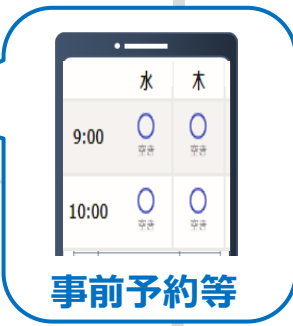 水 木
9:00 ○ ○
空き 空き
10:00 ○ ○
空き 空き
事前予約等